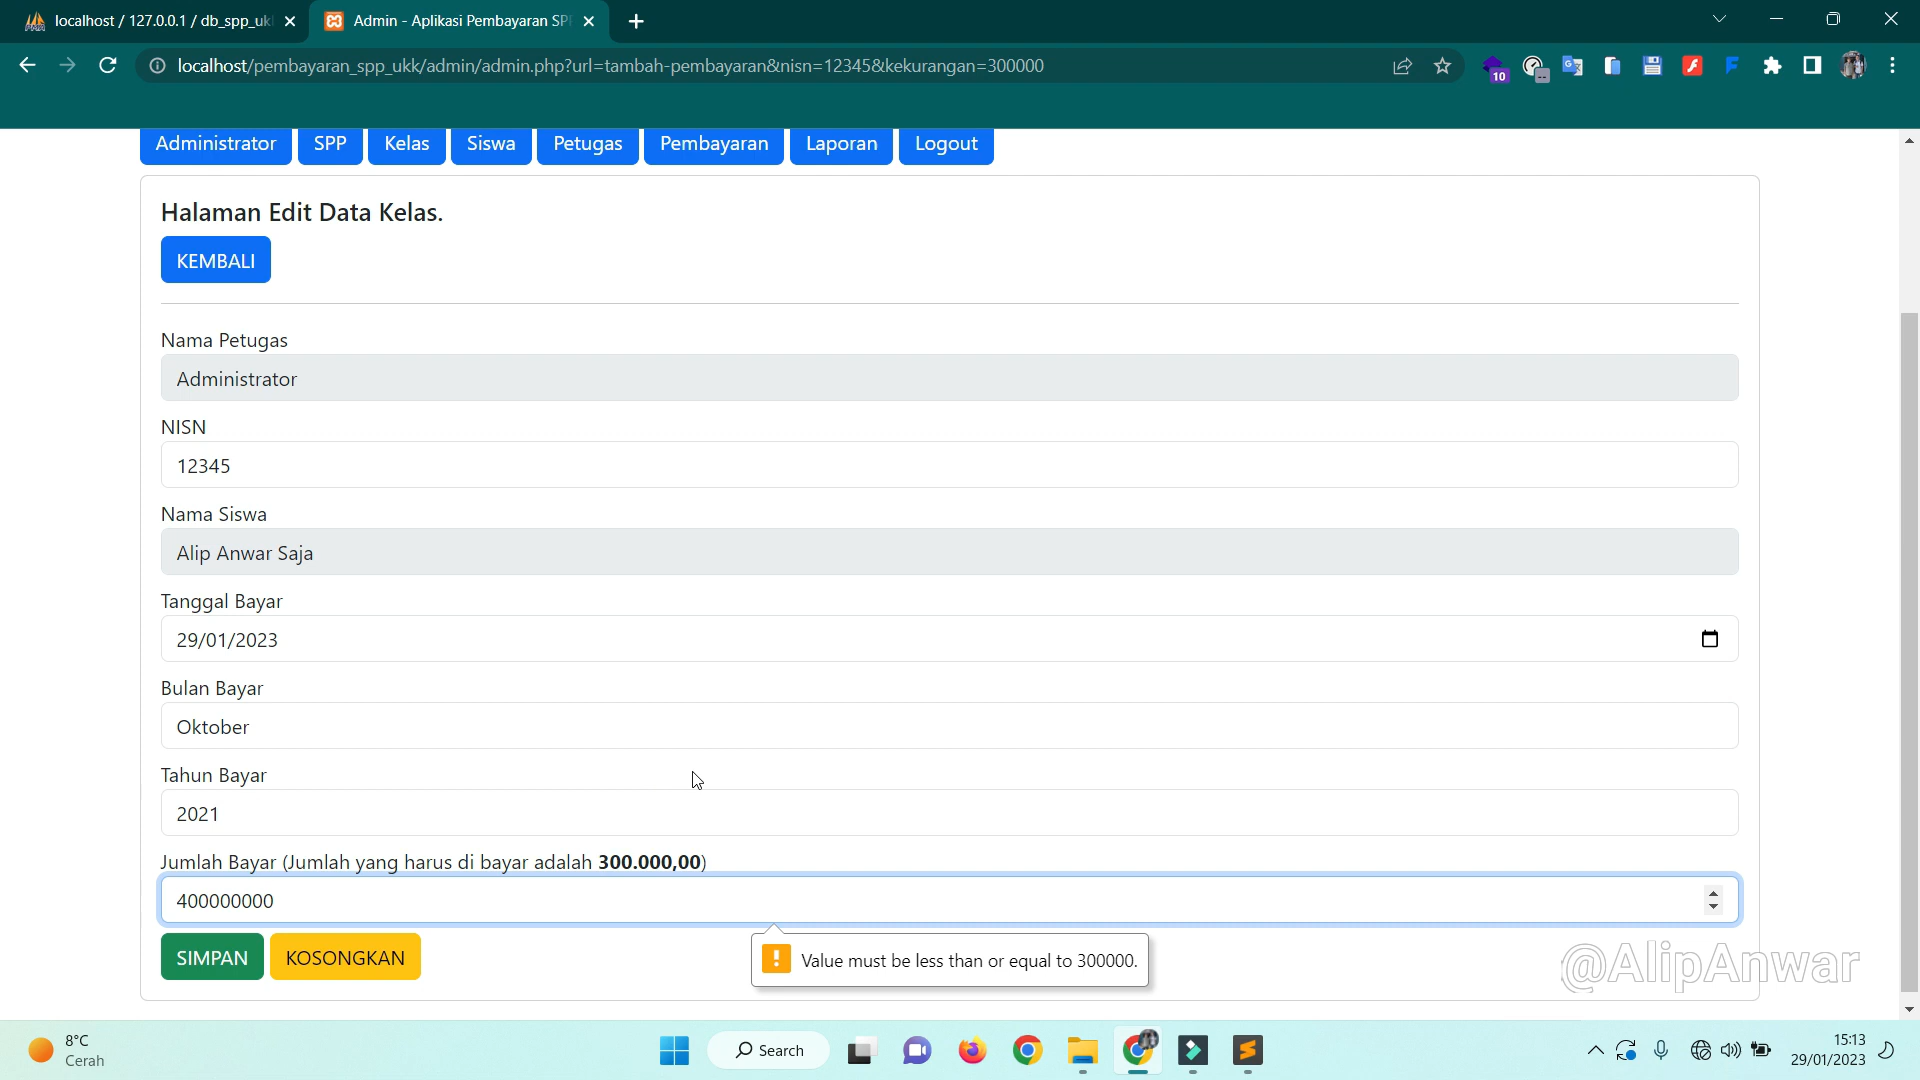 localhost / 127.0.0.1 / db_spp_uk
Admin - Aplikasi Pembayaran SP
localhost/pembayaran_spp_ukk/admin/admin.php?url=tambah-pembayaran&nisn=12345&kekurangan=300000
10
Administrator
SPP
Kelas
Siswa
Petugas
Pembayaran
Laporan
Logout
Halaman Edit Data Kelas.
KEMBALI
Nama Petugas
Administrator
NISN
12345
Nama Siswa
Alip Anwar Saja
Tanggal Bayar
29/01/2023
Bulan Bayar
Oktober
Tahun Bayar
2021
Jumlah Bayar (Jumlah yang harus di bayar adalah 300.000,00)
400000000
SIMPAN
KOSONGKAN
Value must be less than or equal to 300000.
@AlipAnwar
8°C
Cerah
Search
15:13
29/01/2023